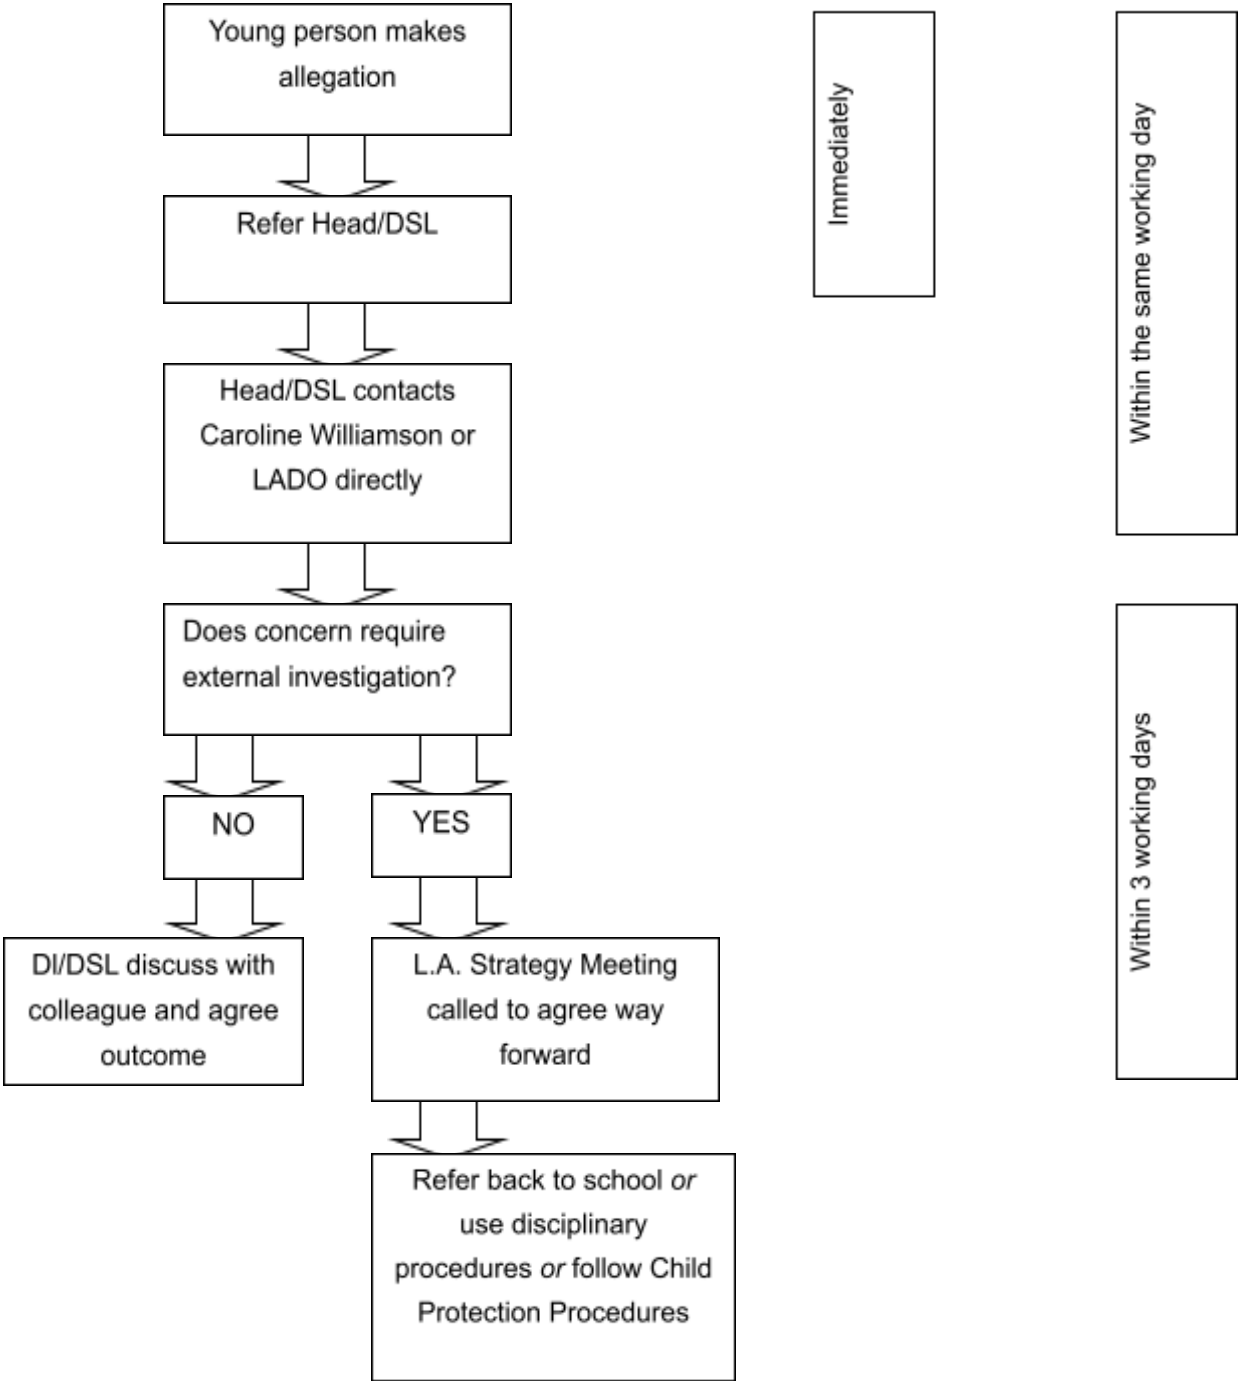 Young person makes
allegation
Immediately
Within the same working day
Refer Head/DSL
Head/DSL contacts
Caroline Williamson or
LADO directly
Does concern require
external investigation?
Within 3 working days
NO
YES
DI/DSL discuss with
colleague and agree
outcome
L.A. Strategy Meeting
called to agree way
forward
Refer back to school or
use disciplinary
procedures or follow Child
Protection Procedures